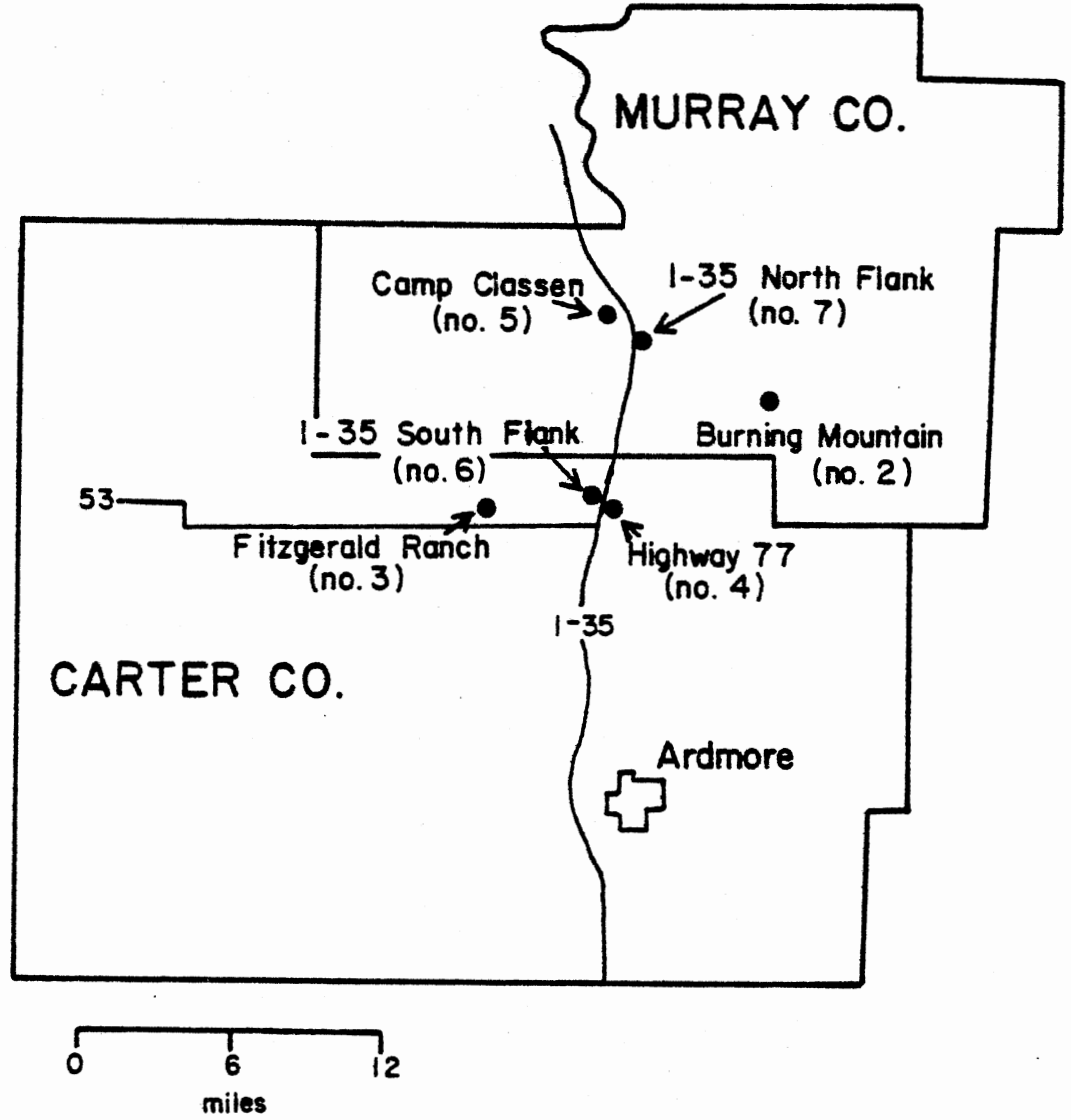 MURRAY CO.
Camp Classen
(no. 5)
I-35 North Flank
(no. 7)
I-35 South Flank
(no. 6)
Burning Mountain
(no. 2)
53
Fitzgerald Ranch
(no. 3)
Highway 77
(no. 4)
I-35
CARTER CO.
Ardmore
0 6 12
miles